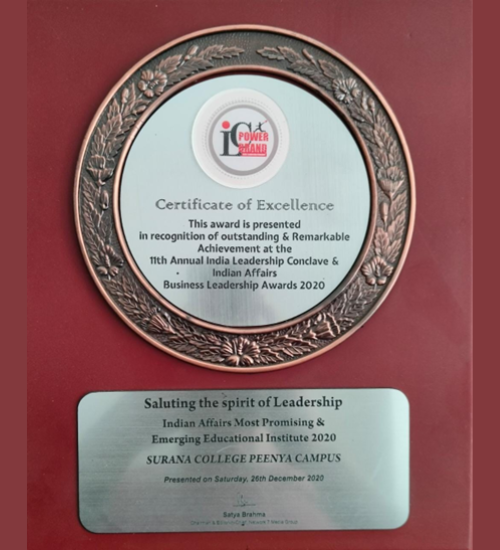 iLC POWER
BRAND
Certificate of Excellence
This award is presented
in recognition of outstanding & Remarkable
Achievement at the
11th Annual India Leadership Conclave &
Indian Affairs
Business Leadership Awards 2020
Saluting the spirit of Leadership
Indian Affairs Most Promising &
Emerging Educational Institute 2020
SURANA COLLEGE PEENYA CAMPUS
Presented on Saturday, 26th December 2020
Satya Brahma